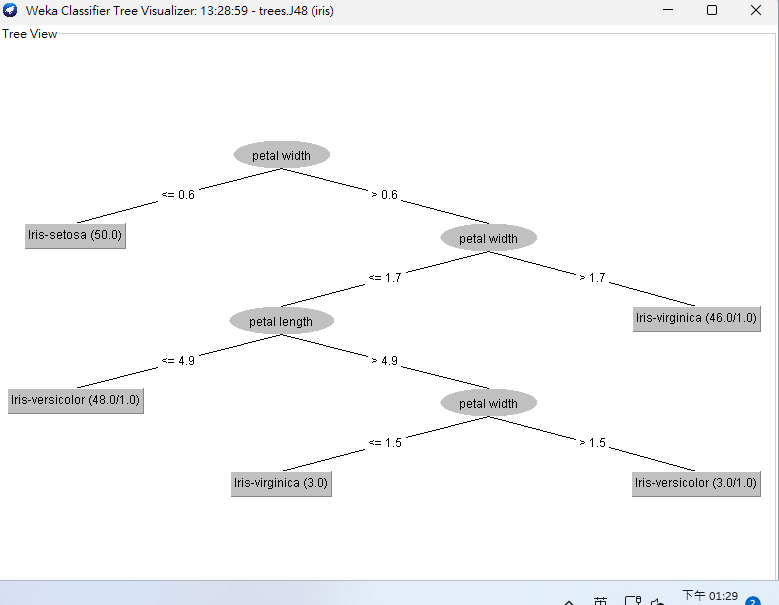 Weka Classifier Tree Visualizer: 13:28:59 - trees.J48 (iris)
Tree View
petal width
<= 0.6
> 0.6
Iris-setosa (50.0)
petal width
<= 1.7
> 1.7
petal length
Iris-virginica (46.0/1.0)
<= 4.9
> 4.9
Iris-versicolor (48.0/1.0)
petal width
<= 1.5
> 1.5
Iris-virginica (3.0)
Iris-versicolor (3.0/1.0)
英
下午 01:29
2